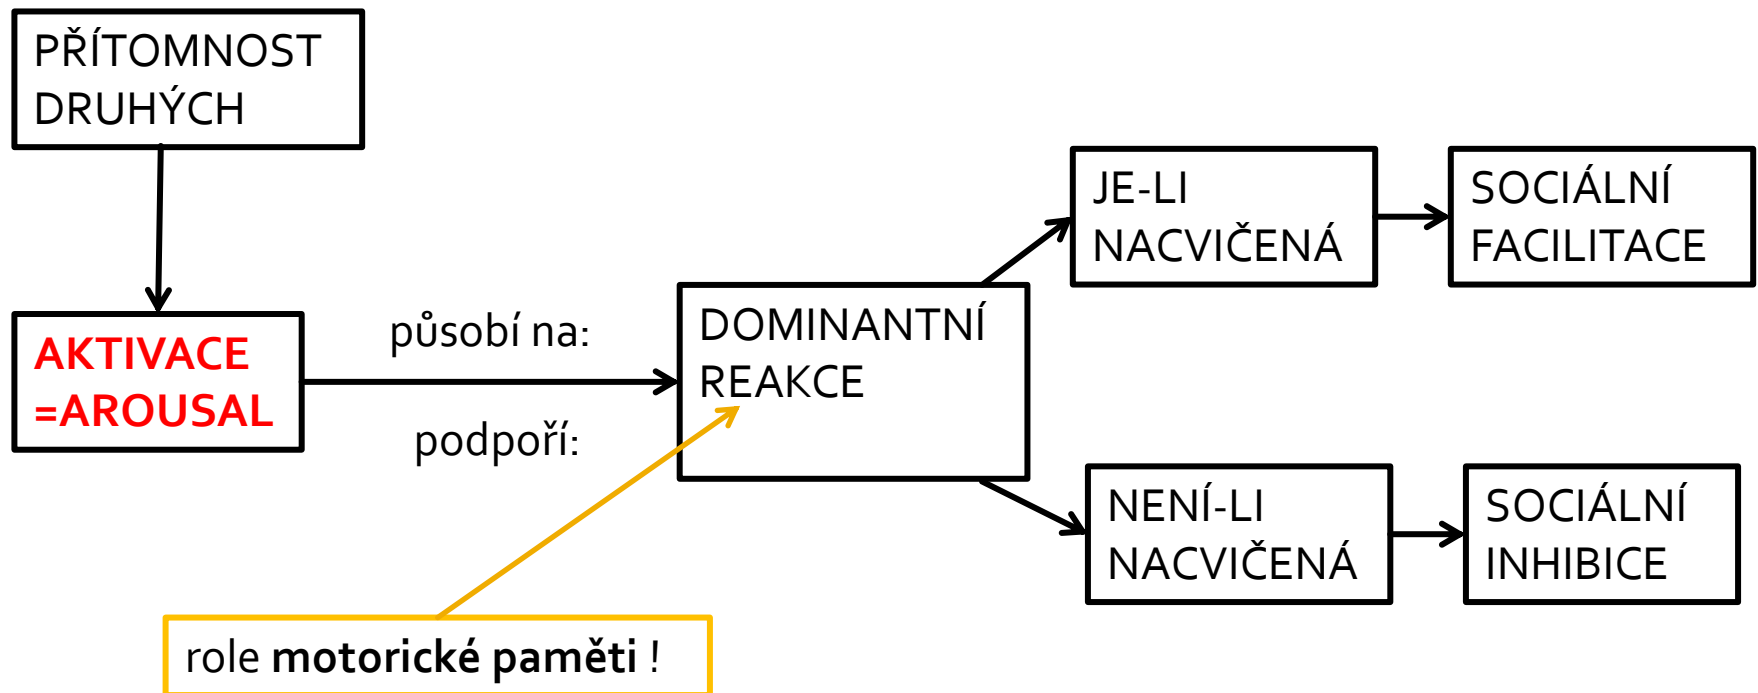 PŘÍTOMNOST
DRUHÝCH
AKTIVACE
=AROUSAL
působí na:
podpoří:
DOMINANTNÍ
REAKCE
JE-LI
NACVIČENÁ
SOCIÁLNÍ
FACILITACE
NENÍ-LI
NACVIČENÁ
SOCIÁLNÍ
INHIBICE
role motorické paměti !